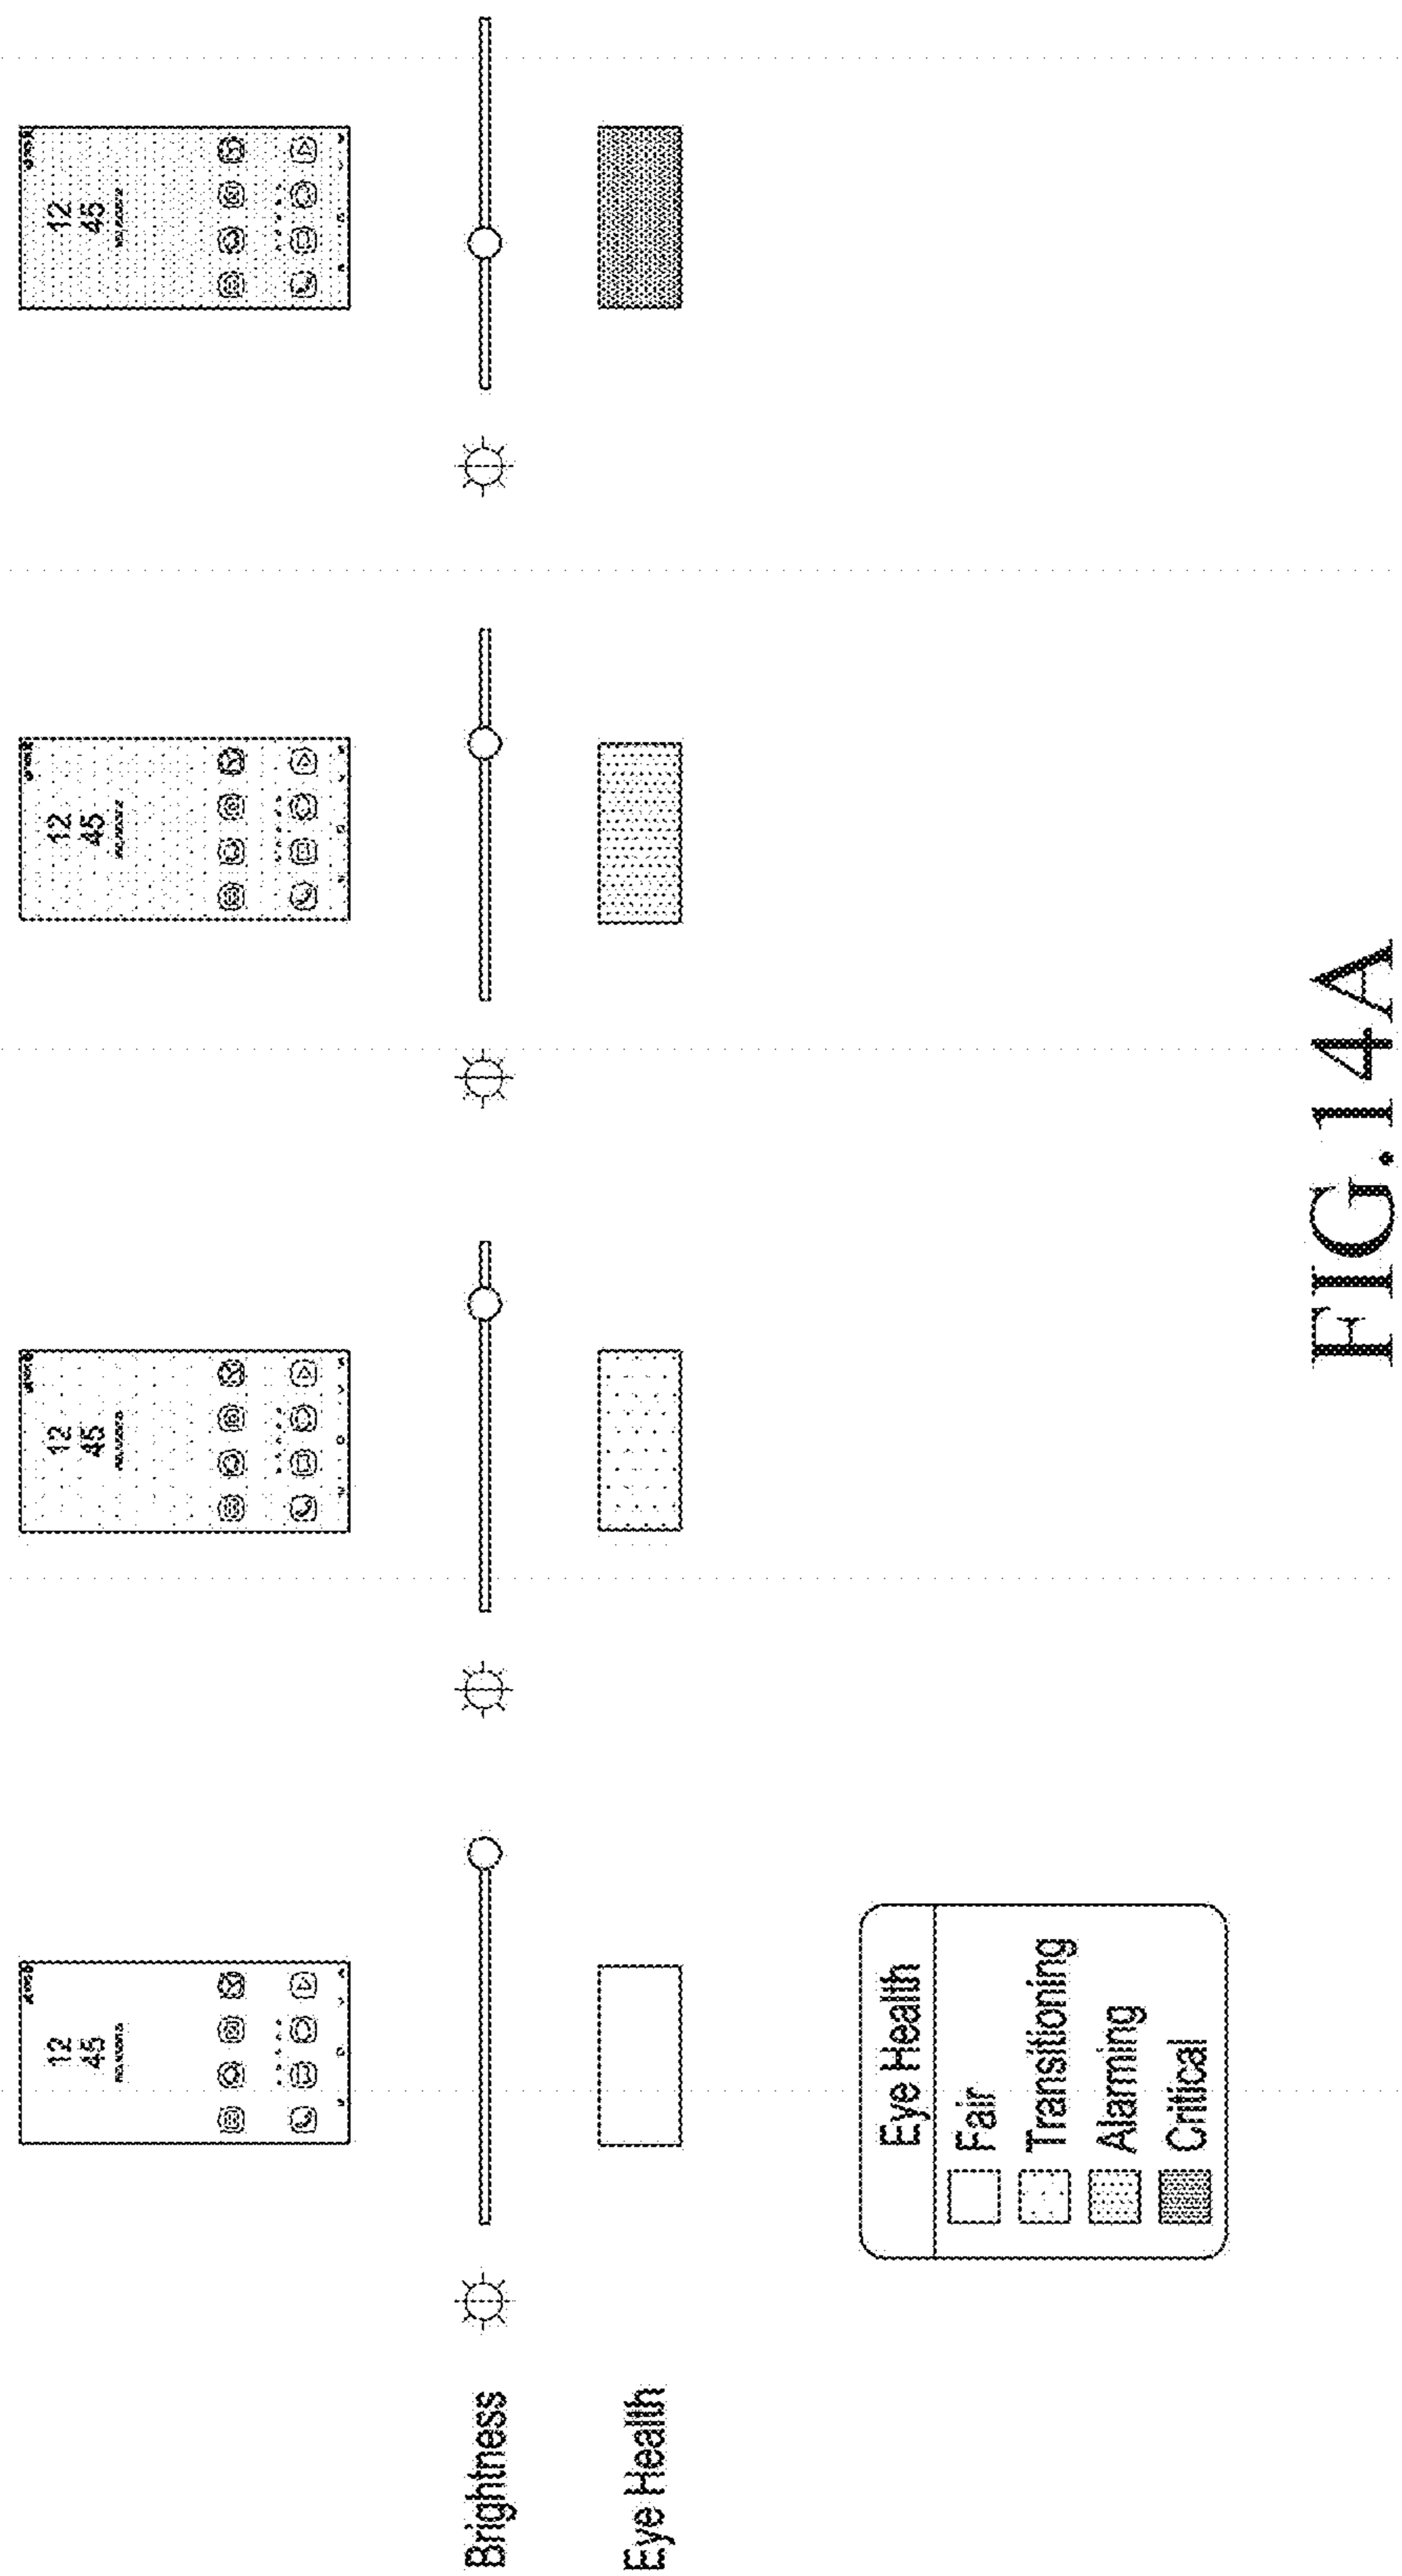 12
45
12
45
12
45
12
45
Brightness
Eye Health
Eye Health
Fair
Transitioning
Alarming
Critical
FIG.14A